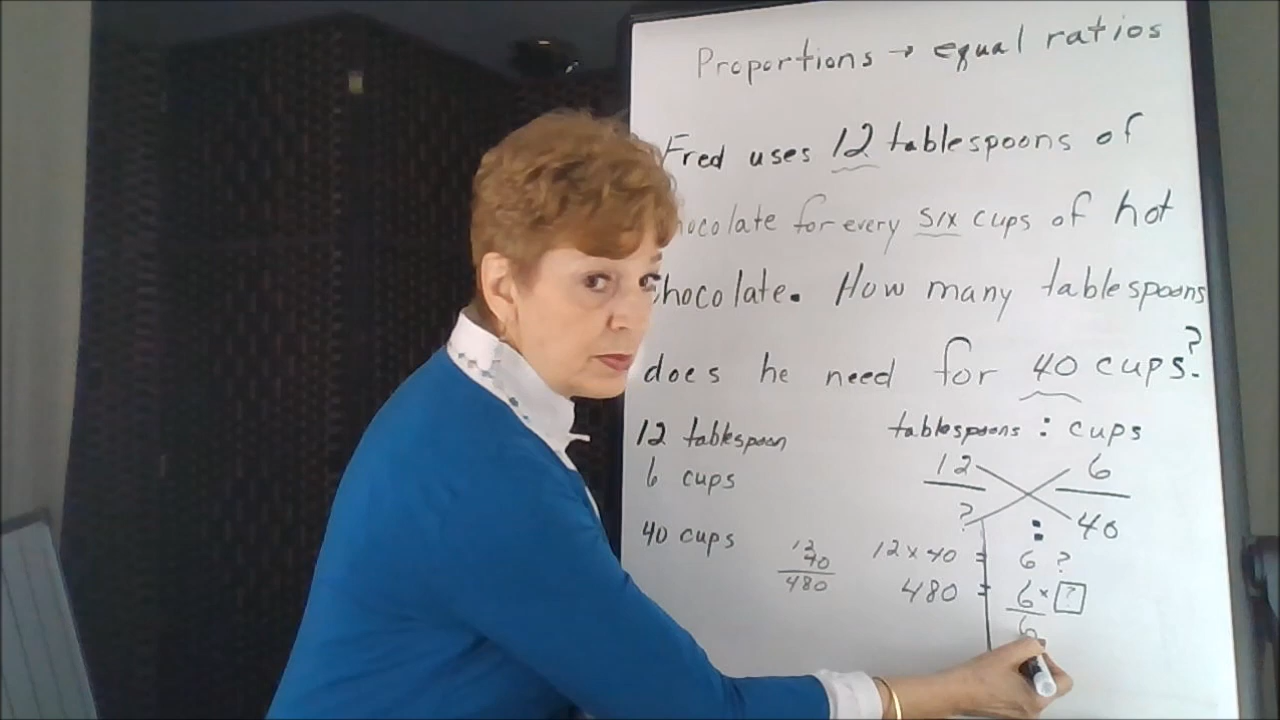 Proportions → equal ratios
Fred uses 12 tablespoons of
hocolate for every six cups of hot
chocolate. How many tablespoons
does he need for 40 cups?
12 tablespoon
6 cups
40 cups
tablespoons : cups
12 6
? : 40
12 x 40 = 6 ?
480 = 6 x ?
6
12
40
480